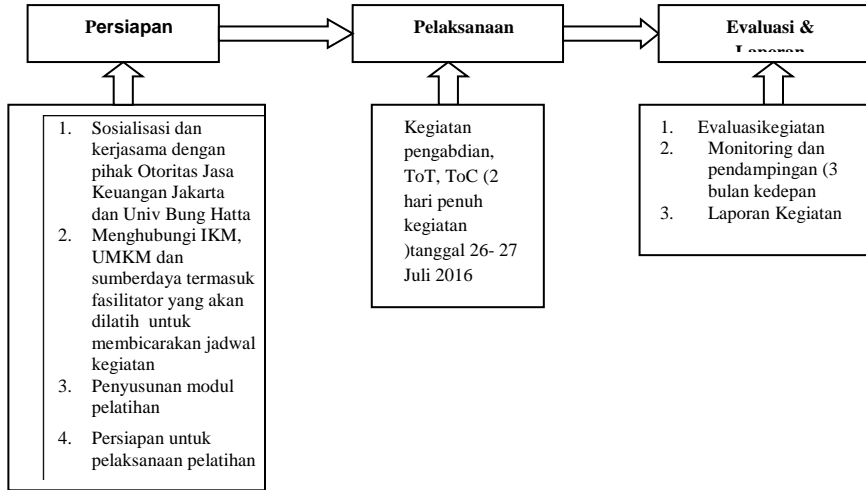 Persiapan
Pelaksanaan
Evaluasi &
Laporan
1. Sosialisasi dan
kerjasama dengan
pihak Otoritas Jasa
Keuangan Jakarta
dan Univ Bung Hatta
2. Menghubungi IKM,
UMKM dan
sumberdaya termasuk
fasilitator yang akan
dilatih untuk
membicarakan jadwal
kegiatan
3. Penyusunan modul
pelatihan
4. Persiapan untuk
pelaksanaan pelatihan
Kegiatan
pengabdian,
ToT, ToC (2
hari penuh
kegiatan
)tanggal 26- 27
Juli 2016
1. Evaluasikegiatan
2. Monitoring dan
pendampingan (3
bulan kedepan
3. Laporan Kegiatan